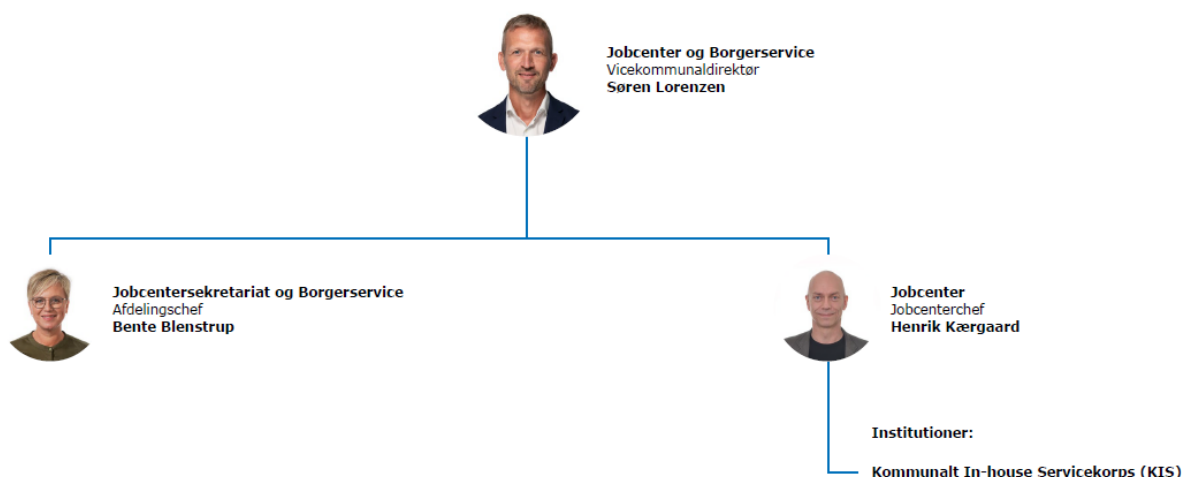 Jobcenter og Borgerservice
Vicekommunaldirektør
Søren Lorenzen
Jobcentersekretariat og Borgerservice
Afdelingschef
Bente Blenstrup
Jobcenter
Jobcenterchef
Henrik Kærgaard
Institutioner:
Kommunalt In-house Servicekorps (KIS)